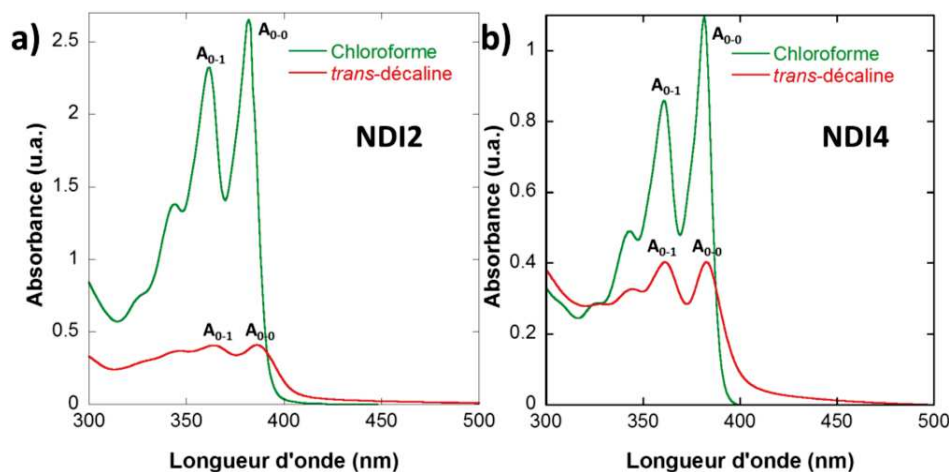 a)
2.5
2
1.5
1
0.5
0
300
350
400
450
500
Absorbance (u.a.)
Longueur d'onde (nm)
A0-1
A0-0
Chloroforme
trans-décaline
NDI2
A0-1
A0-0
b)
1
0.8
0.6
0.4
0.2
0
300
350
400
450
500
Absorbance (u.a.)
Longueur d'onde (nm)
A0-0
A0-1
Chloroforme
trans-décaline
NDI4
A0-1
A0-0